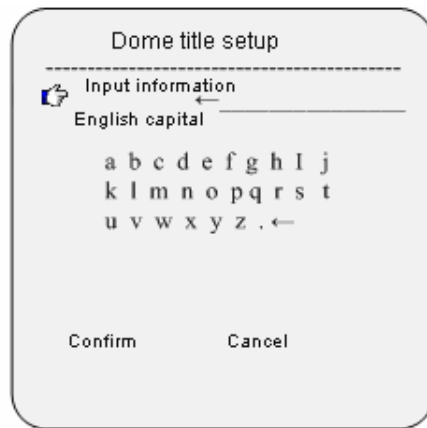 Dome title setup
Input information
←
English capital
a b c d e f g h I j
k l m n o p q r s t
u v w x y z . ←
Confirm Cancel